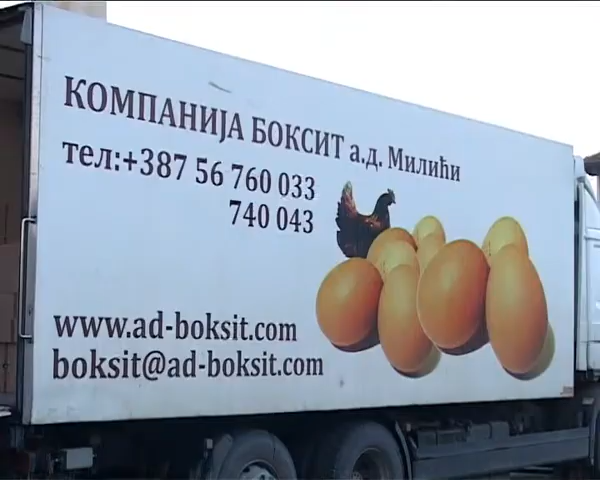 КОМПАНИЈА БОКСИТ а.д. Милићи
тел:+387 56 760 033
740 043
www.ad-boksit.com
boksit@ad-boksit.com